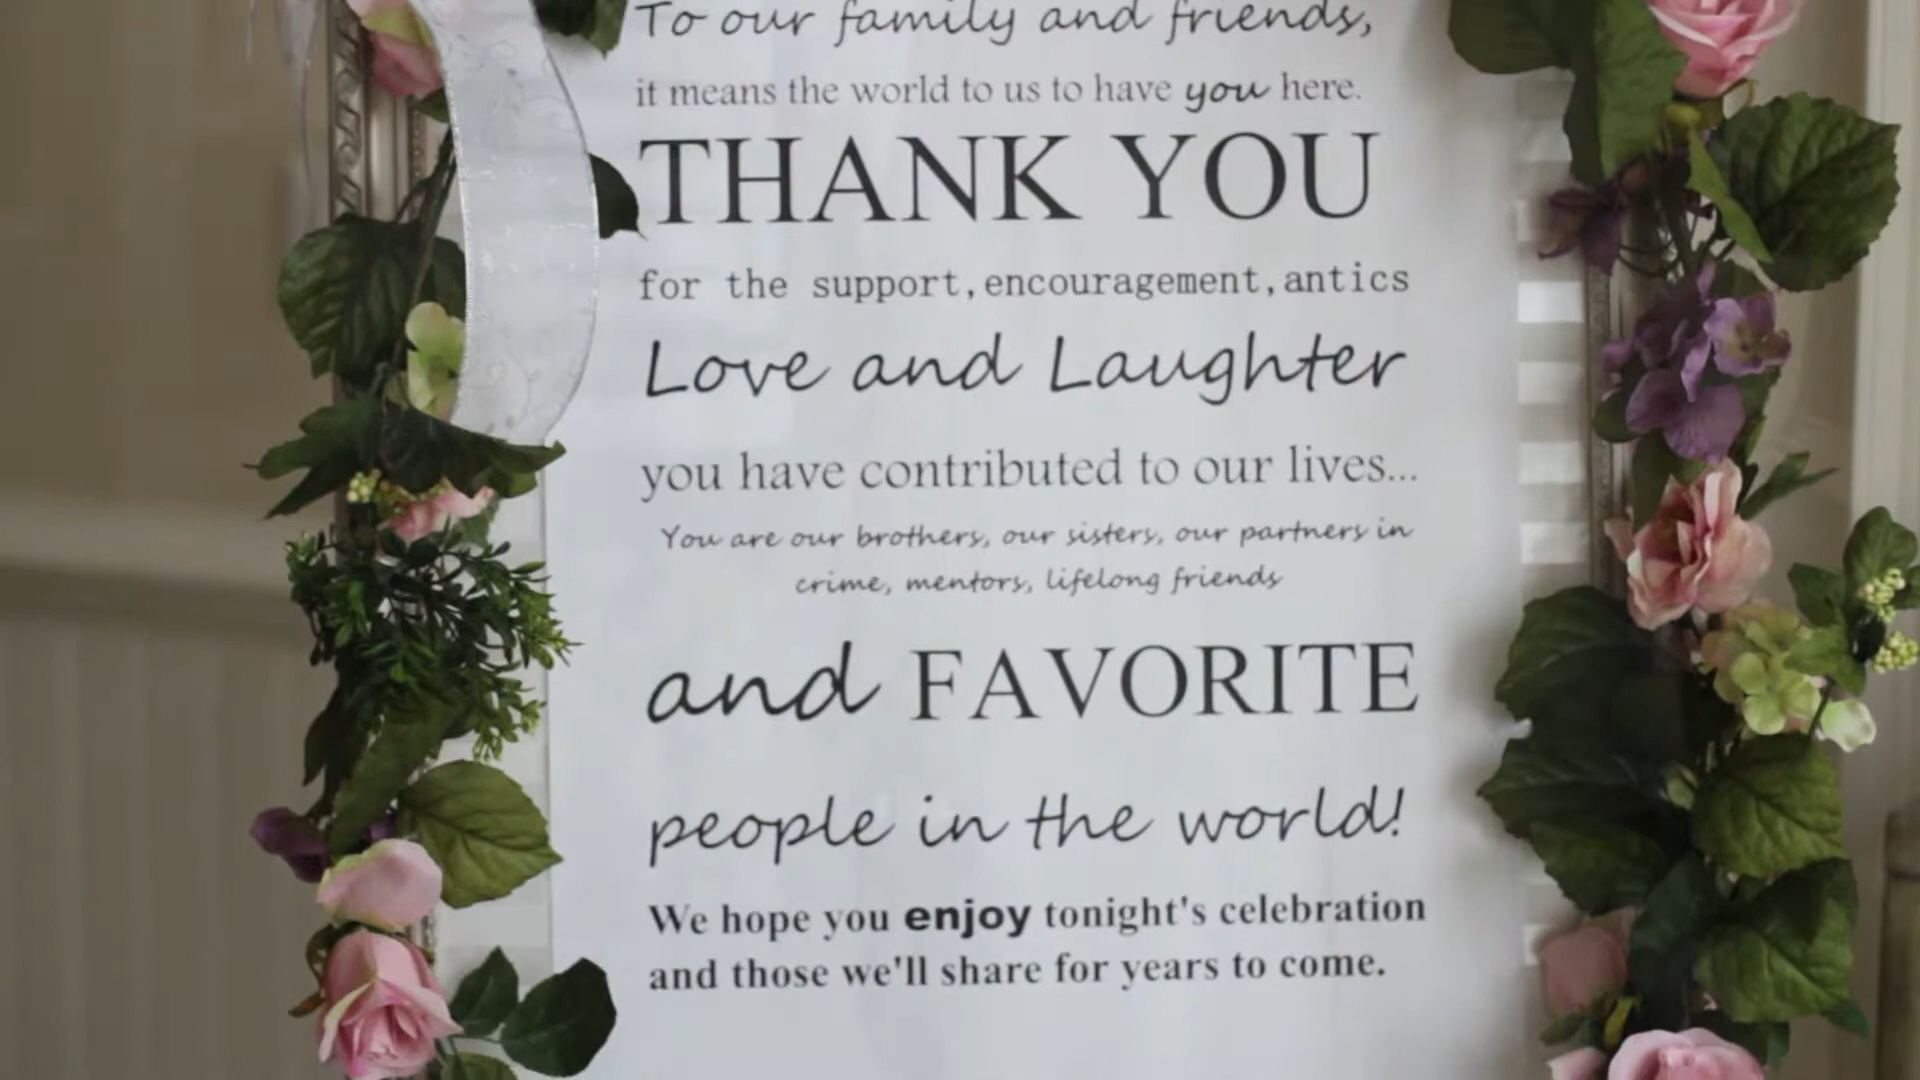 To our family and friends,
it means the world to us to have you here.
THANK YOU
for the support,encouragement,antics
Love and Laughter
you have contributed to our lives...
You are our brothers, our sisters, our partners in
crime, mentors, lifelong friends
and FAVORITE
people in the world!
We hope you enjoy tonight's celebration
and those we'll share for years to come.